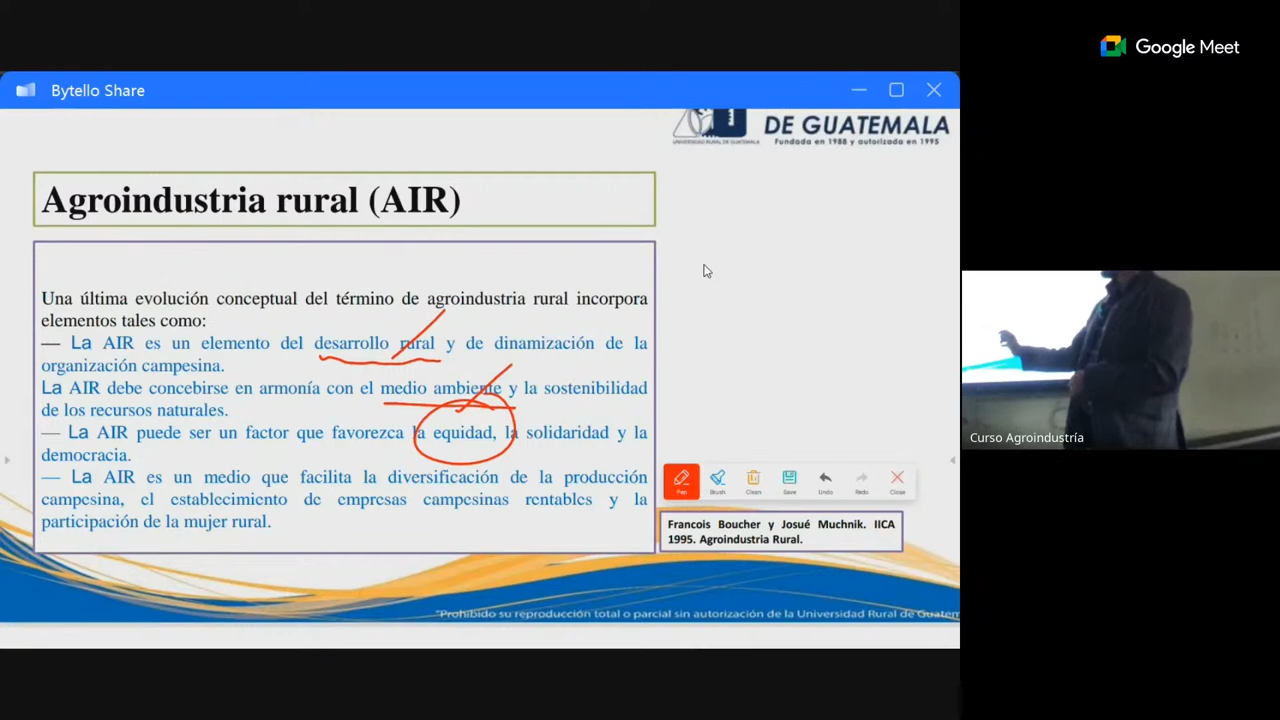 Google Meet
Bytello Share
DE GUATEMALA
UNIVERSIDAD RURAL DE GUATEMALA
Fundada en 1988 y autorizada en 1995
Agroindustria rural (AIR)
Una última evolución conceptual del término de agroindustria rural incorpora
elementos tales como:
— La AIR es un elemento del desarrollo rural y de dinamización de la
organización campesina.
La AIR debe concebirse en armonía con el medio ambiente y la sostenibilidad
de los recursos naturales.
— La AIR puede ser un factor que favorezca la equidad, la solidaridad y la
democracia.
— La AIR es un medio que facilita la diversificación de la producción
campesina, el establecimiento de empresas campesinas rentables y la
participación de la mujer rural.
Pen Brush Clean Save Undo Redo Close
Francois Boucher y Josué Muchnik. IICA
1995. Agroindustria Rural.
"Prohibido su reproducción total o parcial sin autorización de la Universidad Rural de Guatem
Curso Agroindustría